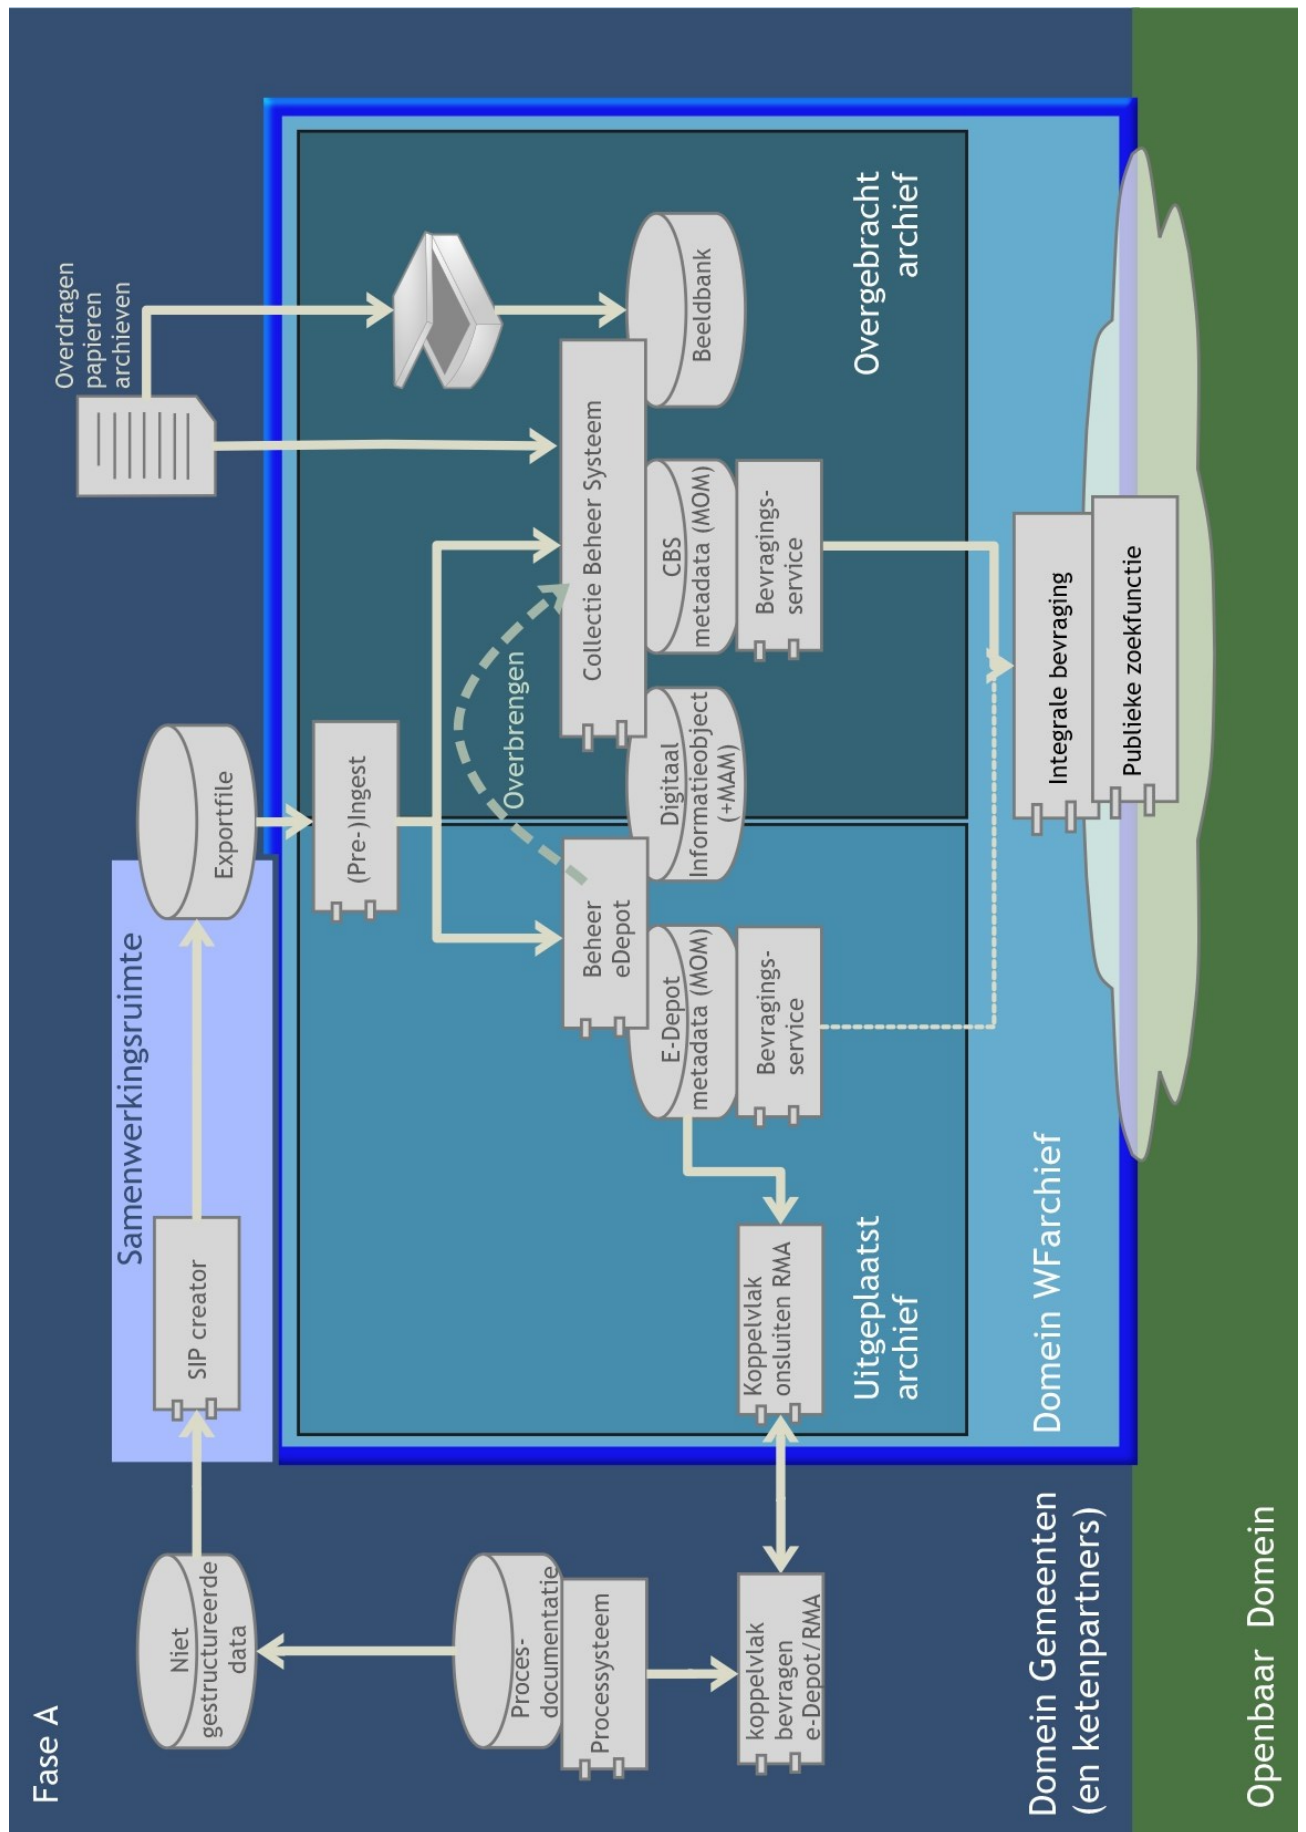 Fase A
Niet
gestructureerde
data
Proces-
documentatie
Processysteem
koppelvlak
bevragen
e-Depot/RMA
Domein Gemeenten
(en ketenpartners)
Openbaar Domein
Samenwerkingsruimte
SIP creator
Exportfile
(Pre-)Ingest
Overdragen
papieren
archieven
Overbrengen
Beheer
eDepot
E-Depot
metadata (MOM)
Bevragings-
service
Koppelvlak
onsluiten RMA
Uitgeplaatst
archief
Digitaal
Informatieobject
(+MAM)
Collectie Beheer Systeem
CBS
metadata (MOM)
Bevragings-
service
Beeldbank
Overgebracht
archief
Domein WFarchief
Integrale bevraging
Publieke zoekfunctie